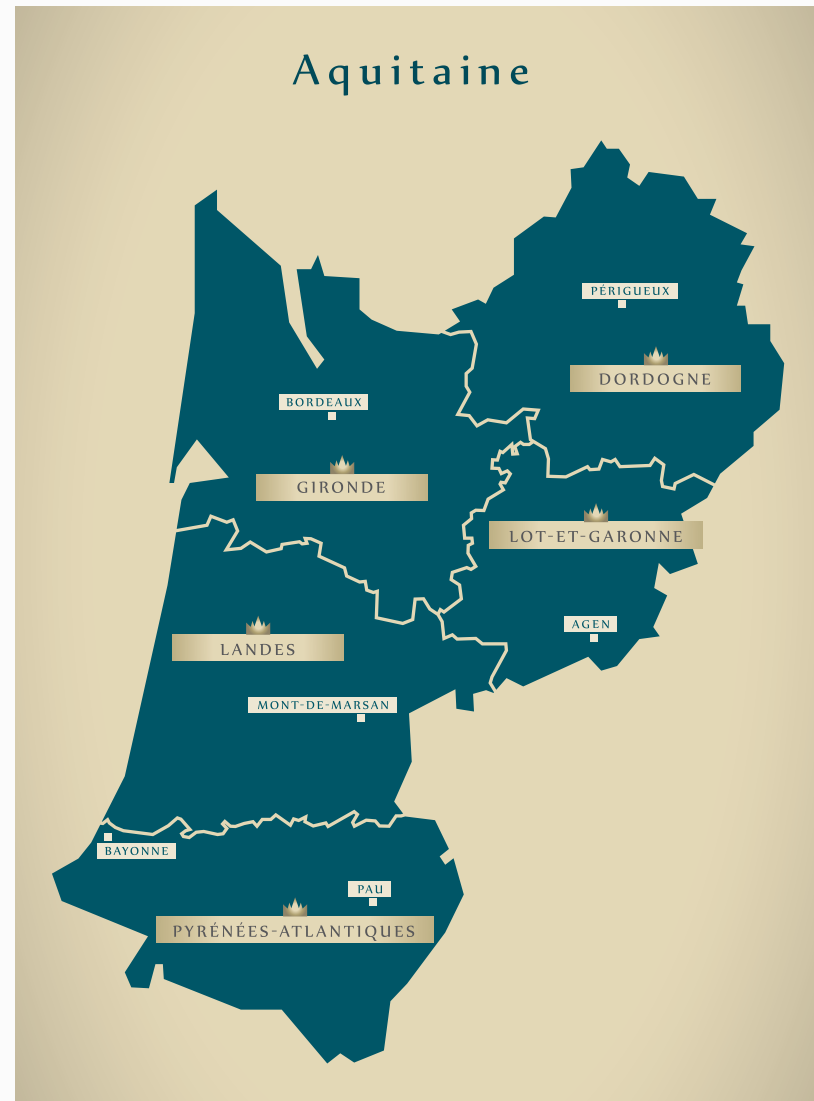 Aquitaine
PÉRIGUEUX
DORDOGNE
BORDEAUX
GIRONDE
LOT-ET-GARONNE
AGEN
LANDES
MONT-DE-MARSAN
BAYONNE
PAU
PYRÉNÉES-ATLANTIQUES